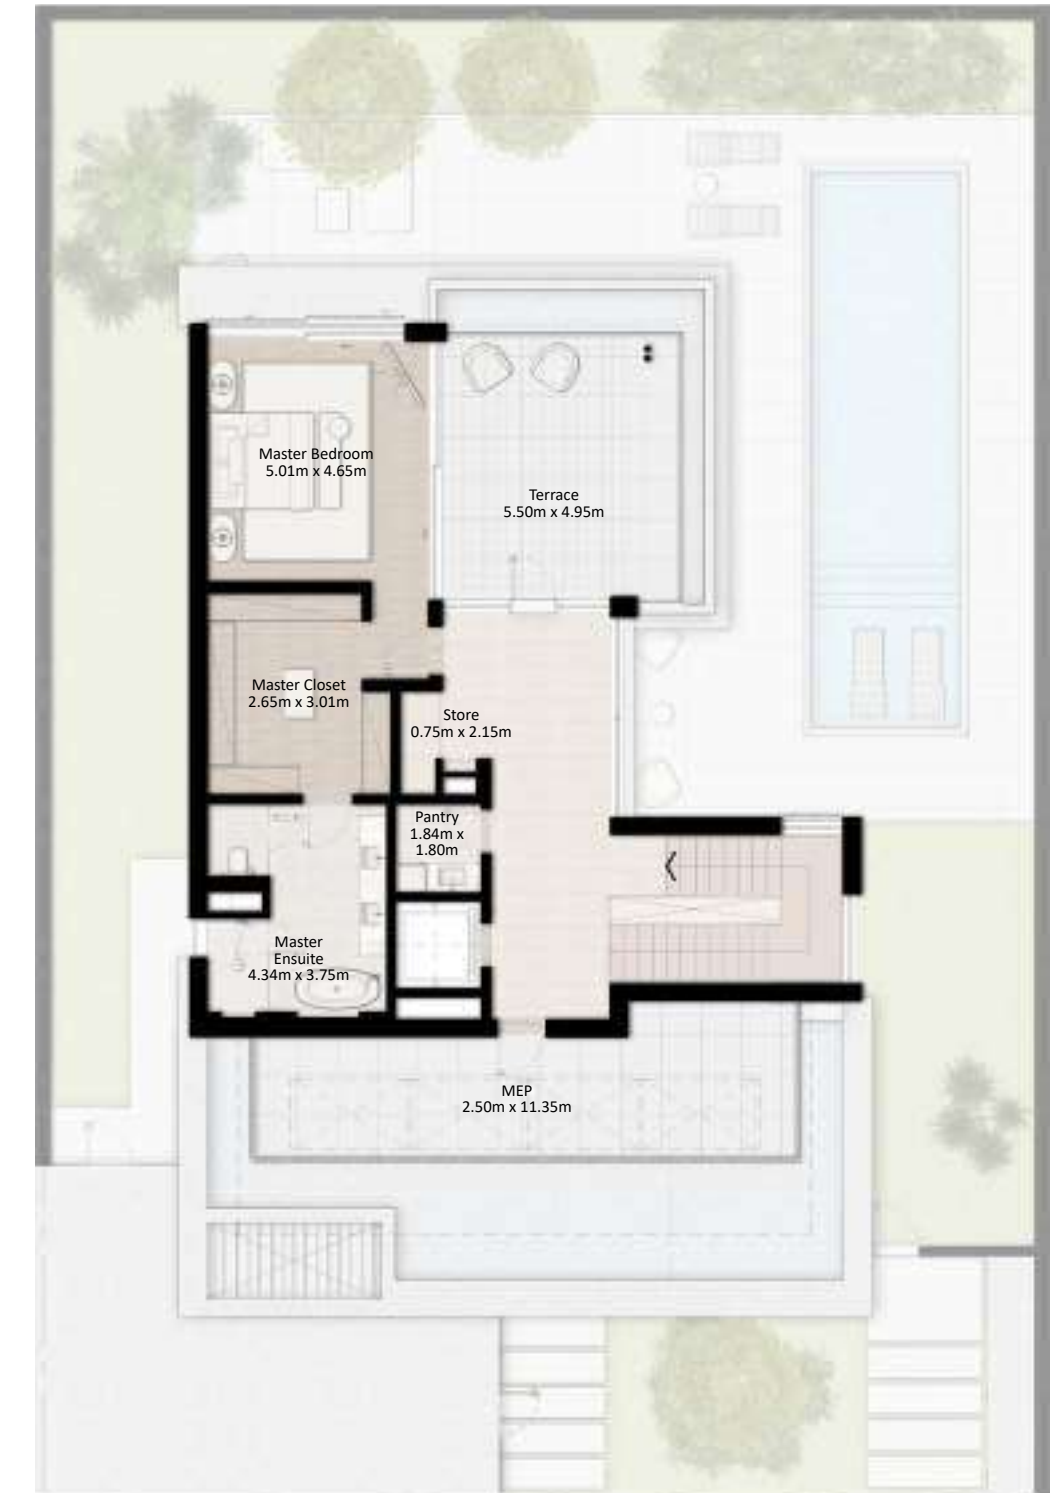 Master Bedroom
5.01m x 4.65m
Terrace
5.50m x 4.95m
Master Closet
2.65m x 3.01m
Store
0.75m x 2.15m
Pantry
1.84m x
1.80m
Master
Ensuite
4.34m x 3.75m
MEP
2.50m x 11.35m